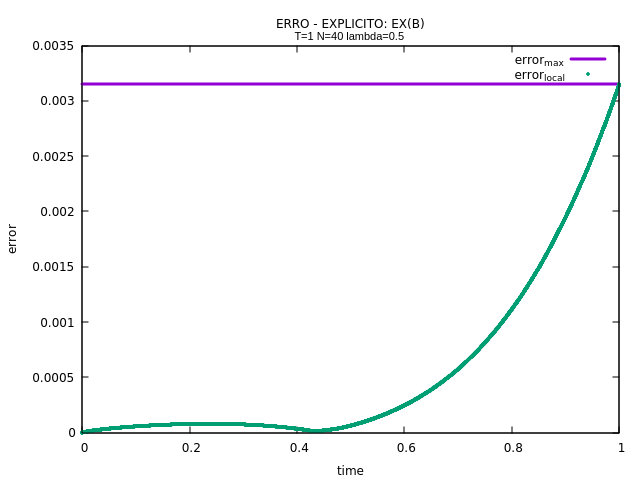 ERRO - EXPLICITO: EX(B)
T=1 N=40 lambda=0.5
error_max
error_local
0.0035
0.003
0.0025
0.002
0.0015
0.001
0.0005
0
error
0 0.2 0.4 0.6 0.8 1
time